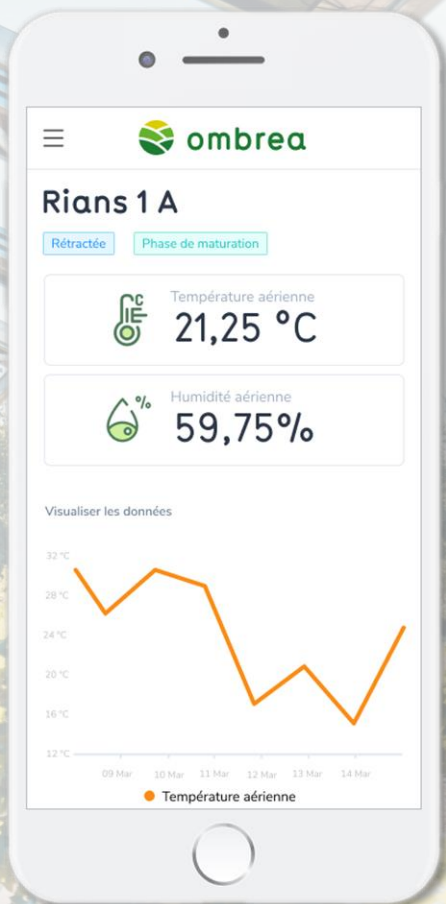 ombrea
Rians 1 A
Rétractée Phase de maturation
°C
Température aérienne
21,25 °C
%
Humidité aérienne
59,75%
Visualiser les données
32 °C
28 °C
24 °C
20 °C
16 °C
12 °C
09 Mar 10 Mar 11 Mar 12 Mar 13 Mar 14 Mar
Température aérienne